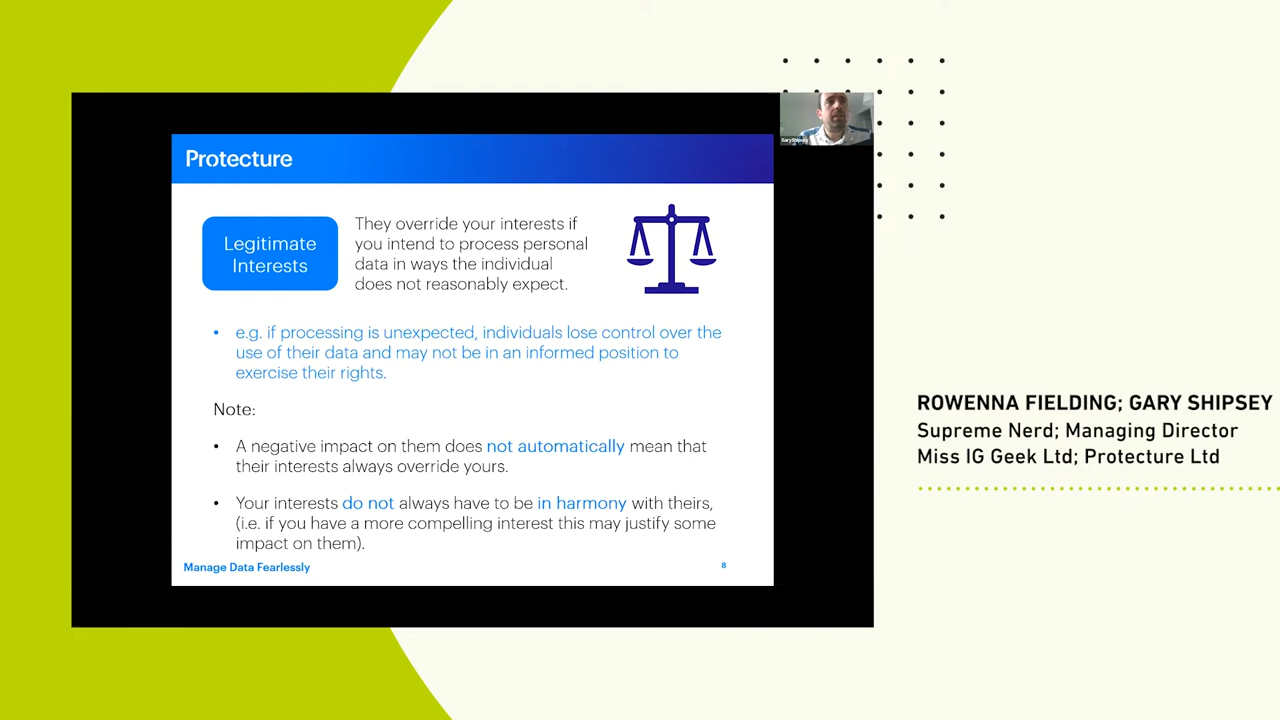 Protecture
Legitimate
Interests
They override your interests if
you intend to process personal
data in ways the individual
does not reasonably expect.
• e.g. if processing is unexpected, individuals lose control over the
use of their data and may not be in an informed position to
exercise their rights.
Note:
• A negative impact on them does not automatically mean that
their interests always override yours.
• Your interests do not always have to be in harmony with theirs,
(i.e. if you have a more compelling interest this may justify some
impact on them).
Manage Data Fearlessly
8
Gary Shipsey
ROWENNA FIELDING; GARY SHIPSEY
Supreme Nerd; Managing Director
Miss IG Geek Ltd; Protecture Ltd